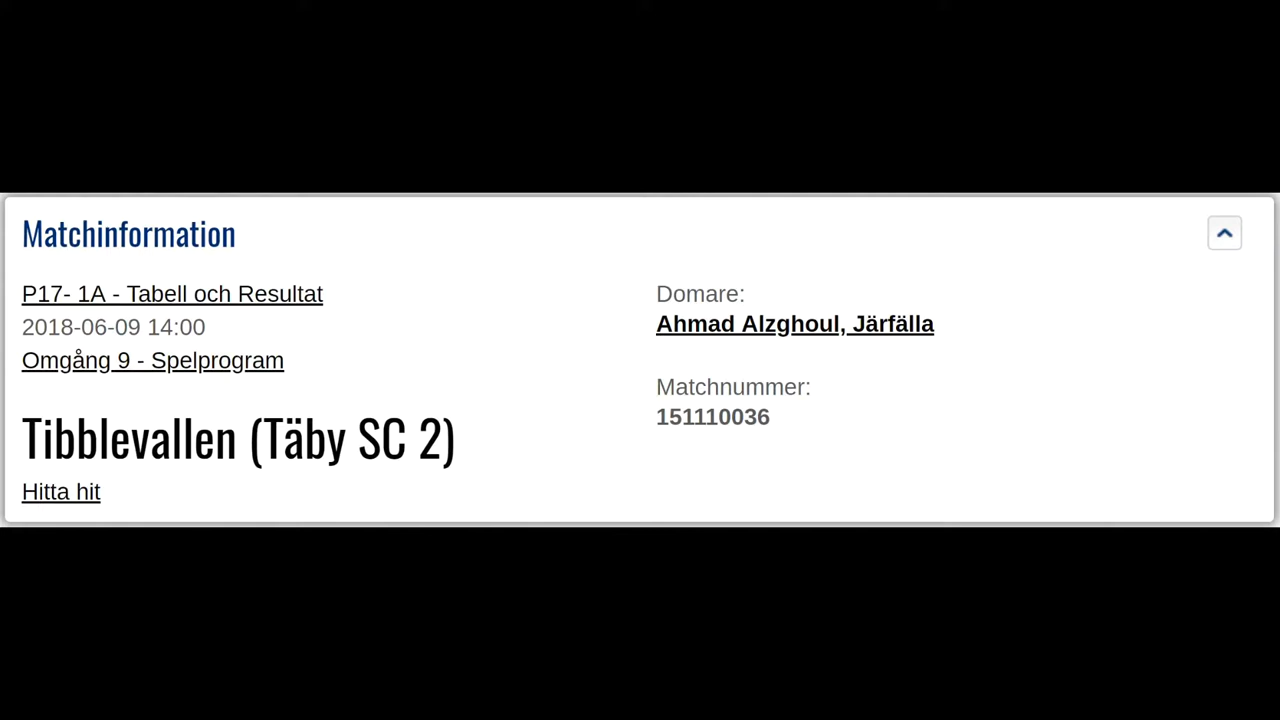 Matchinformation
P17- 1A - Tabell och Resultat
2018-06-09 14:00
Omgång 9 - Spelprogram
Tibblevallen (Täby SC 2)
Hitta hit
Domare:
Ahmad Alzghoul, Järfälla
Matchnummer:
151110036